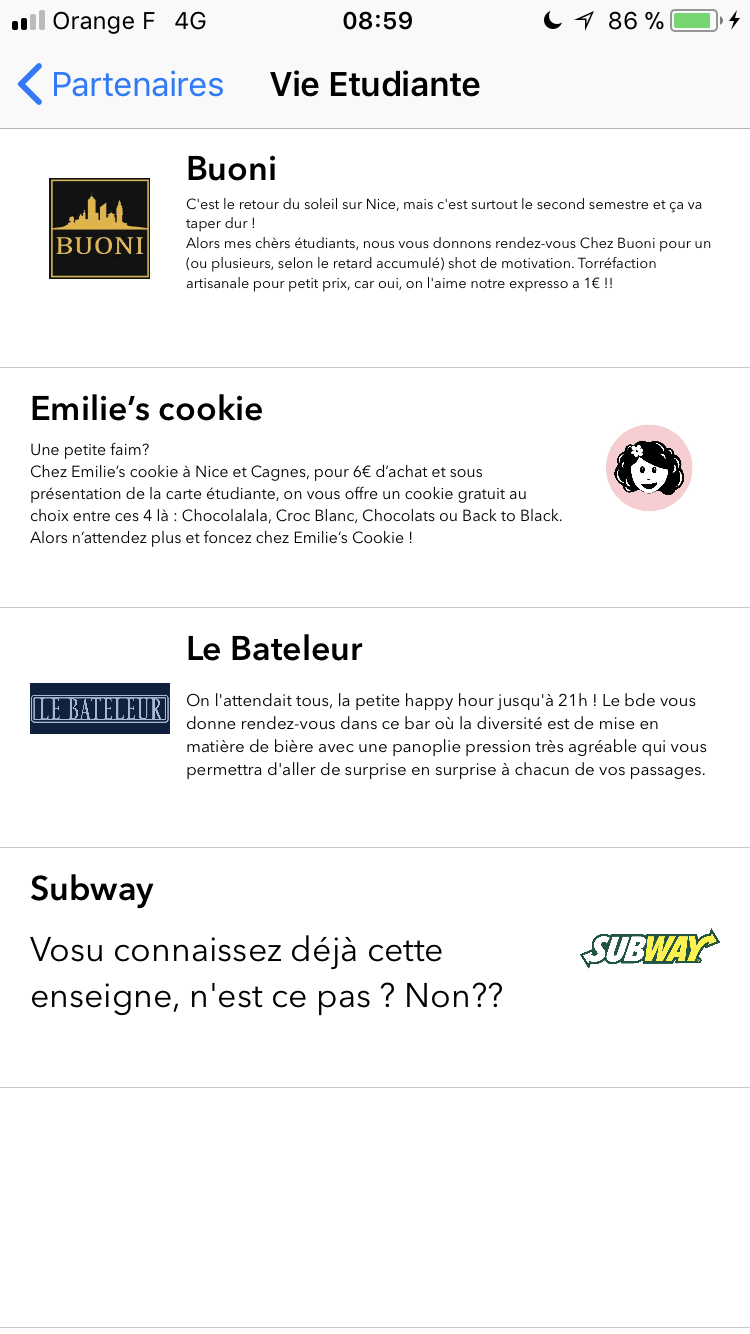 Orange F 4G 08:59 86 %
Partenaires Vie Etudiante
Buoni
BUONI
C'est le retour du soleil sur Nice, mais c'est surtout le second semestre et ça va
taper dur !
Alors mes chèrs étudiants, nous vous donnons rendez-vous Chez Buoni pour un
(ou plusieurs, selon le retard accumulé) shot de motivation. Torréfaction
artisanale pour petit prix, car oui, on l'aime notre expresso a 1€ !!
Emilie’s cookie
Une petite faim?
Chez Emilie’s cookie à Nice et Cagnes, pour 6€ d’achat et sous
présentation de la carte étudiante, on vous offre un cookie gratuit au
choix entre ces 4 là : Chocolalala, Croc Blanc, Chocolats ou Back to Black.
Alors n’attendez plus et foncez chez Emilie’s Cookie !
Le Bateleur
LE BATELEUR
On l'attendait tous, la petite happy hour jusqu'à 21h ! Le bde vous
donne rendez-vous dans ce bar où la diversité est de mise en
matière de bière avec une panoplie pression très agréable qui vous
permettra d'aller de surprise en surprise à chacun de vos passages.
Subway
SUBWAY
Vosu connaissez déjà cette
enseigne, n'est ce pas ? Non??